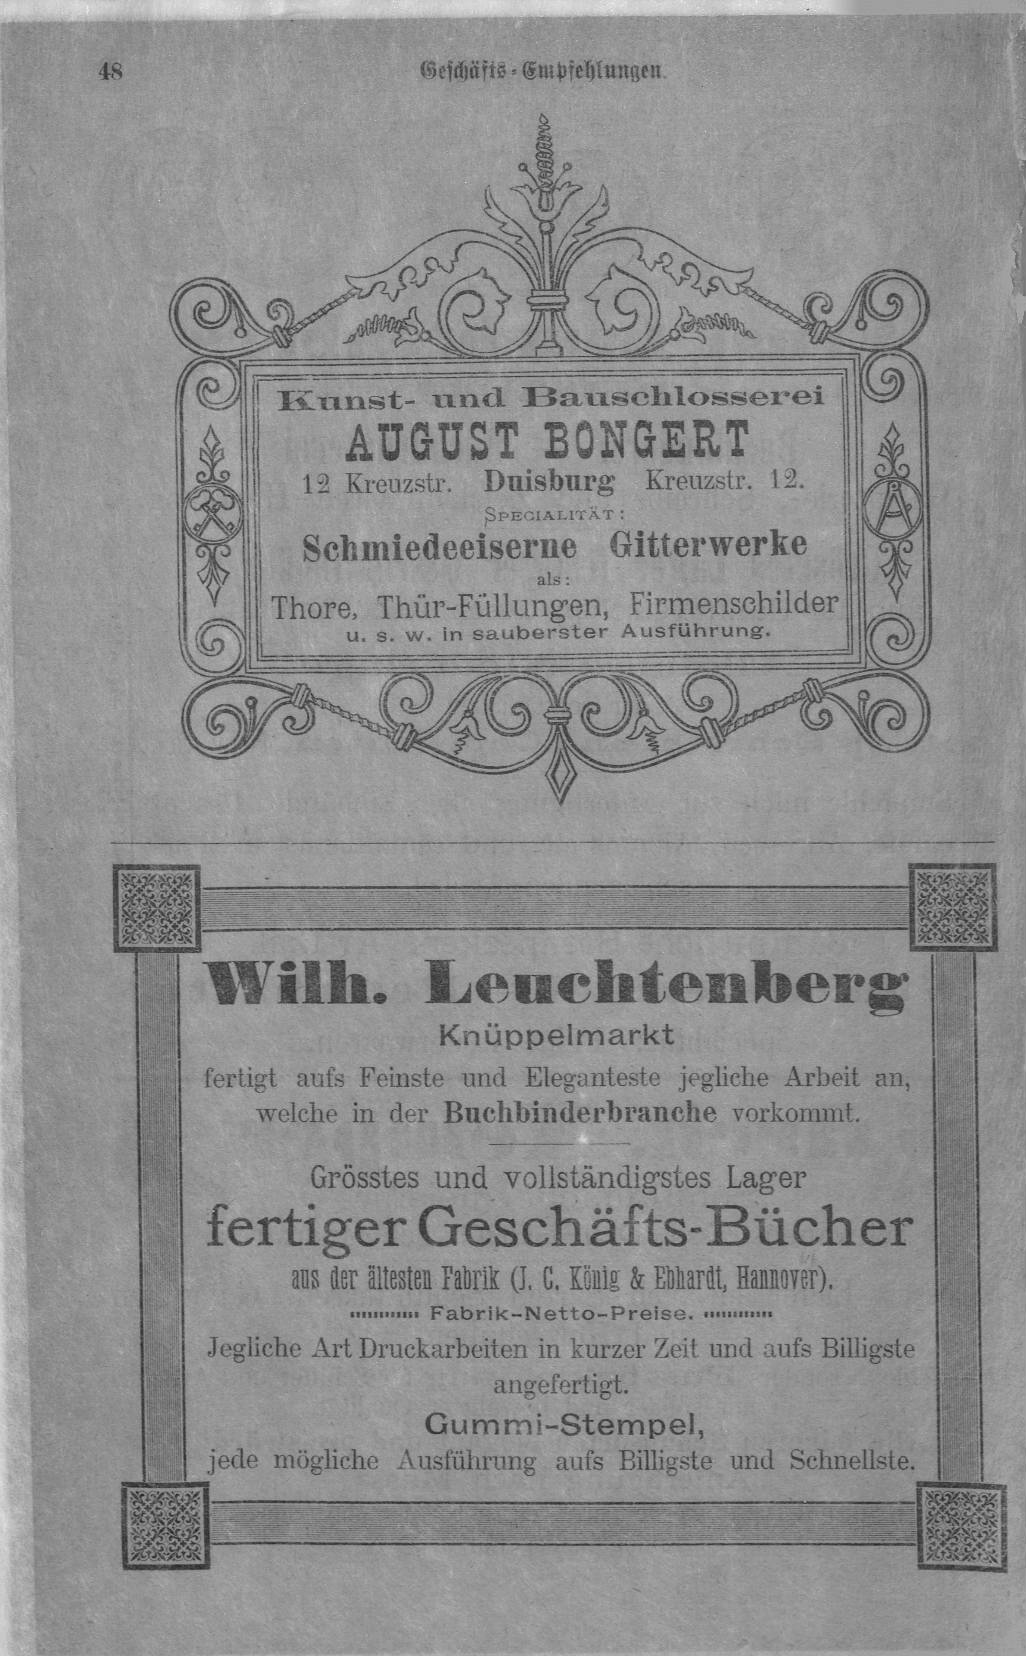 48
Geschäfts-Empfehlungen.
Kunst- und Bauschlosserei
AUGUST BONGERT
12 Kreuzstr. Duisburg Kreuzstr. 12.
SPECIALITÄT:
Schmiedeeiserne Gitterwerke
als:
Thore, Thür-Füllungen, Firmenschilder
u. s. w. in sauberster Ausführung.
Wilh. Leuchtenberg
Knüppelmarkt
fertigt aufs Feinste und Eleganteste jegliche Arbeit an,
welche in der Buchbinderbranche vorkommt.
Grösstes und vollständigstes Lager
fertiger Geschäfts-Bücher
aus der ältesten Fabrik (J. C. König & Ebhardt, Hannover).
Fabrik-Netto-Preise.
Jegliche Art Druckarbeiten in kurzer Zeit und aufs Billigste
angefertigt.
Gummi-Stempel,
jede mögliche Ausführung aufs Billigste und Schnellste.